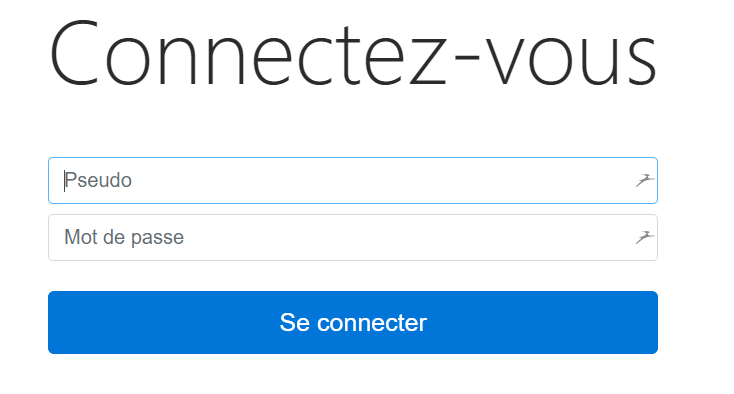 Connectez-vous
Pseudo
Mot de passe
Se connecter